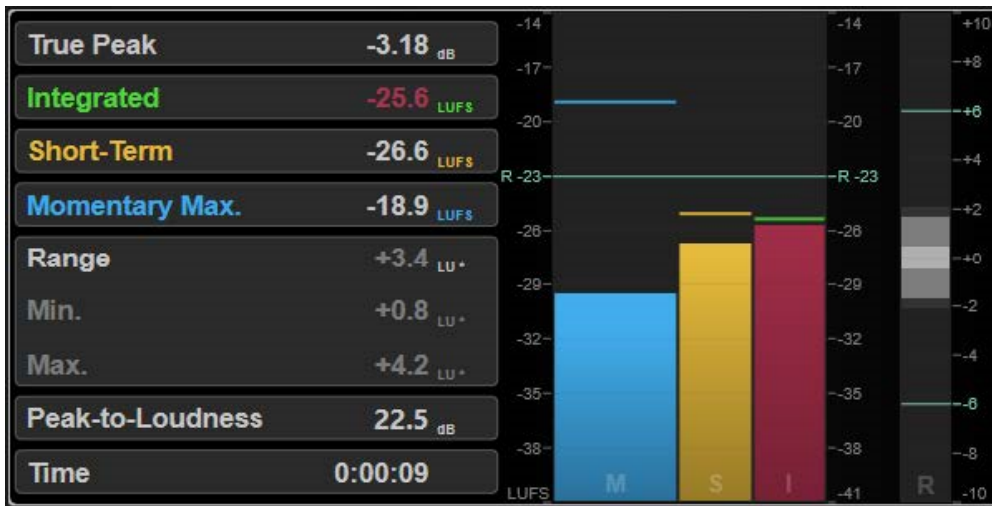 True Peak -3.18 dB
Integrated -25.6 LUFS
Short-Term -26.6 LUFS
Momentary Max. -18.9 LUFS
Range +3.4 LU*
Min. +0.8 LU*
Max. +4.2 LU*
Peak-to-Loudness 22.5 dB
Time 0:00:09
-14 -14 +10
-17 -17 +8
-20 -20 +6
R -23 R -23 +4
-26 -26 +2
-29 -29 +0
-32 -32 -2
-35 -35 -4
-38 -38 -6
-8
LUFS M S I -41 R -10